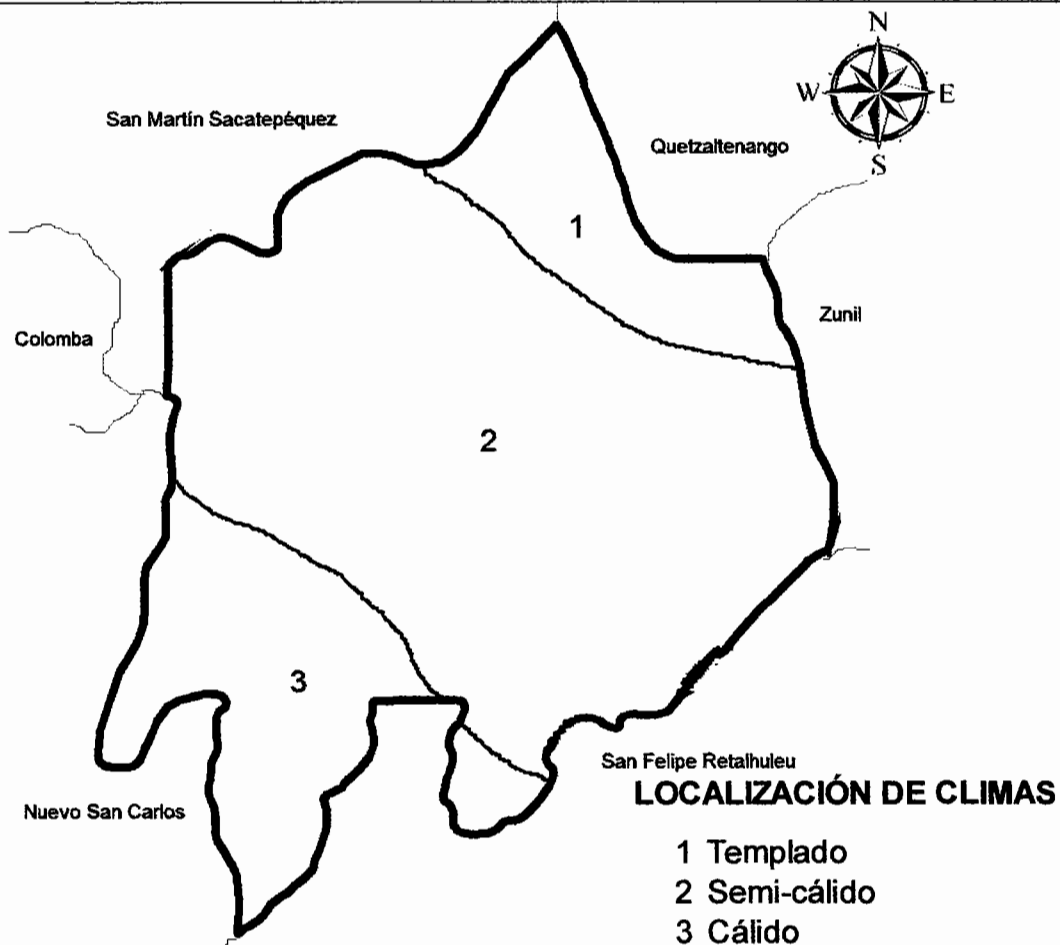 N
San Martín Sacatepéquez
W
E
Quetzaltenango
S
1
Zunil
Colomba
2
3
San Felipe Retalhuleu
LOCALIZACIÓN DE CLIMAS
Nuevo San Carlos
1 Templado
2 Semi-cálido
3 Cálido